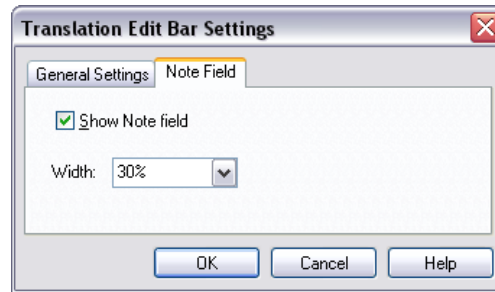 Translation Edit Bar Settings
General Settings Note Field
Show Note field
Width: 30%
OK Cancel Help